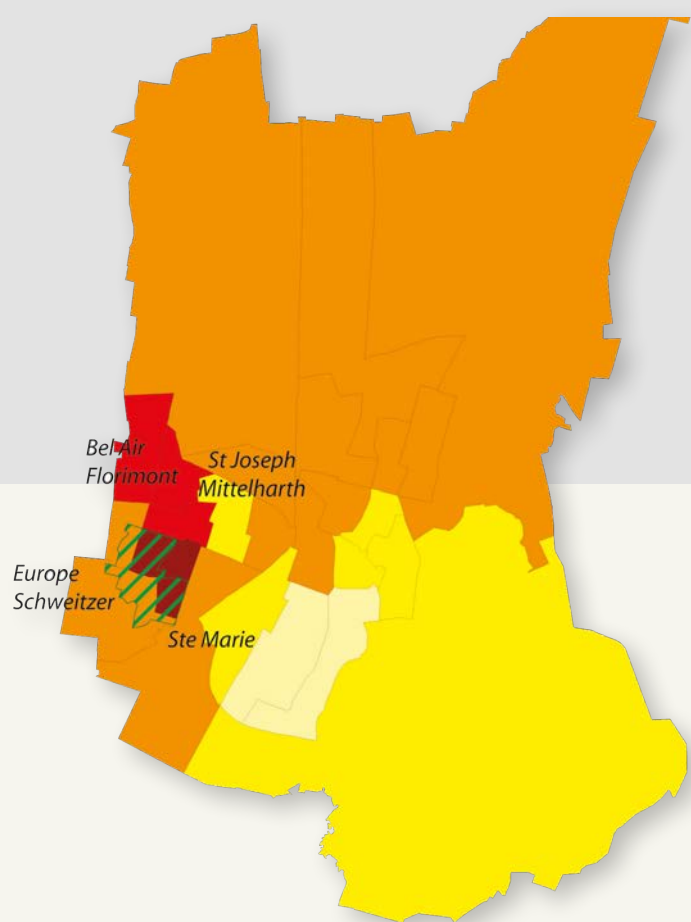 Bel Air
Florimont
St Joseph
Mittelharth
Europe
Schweitzer
Ste Marie